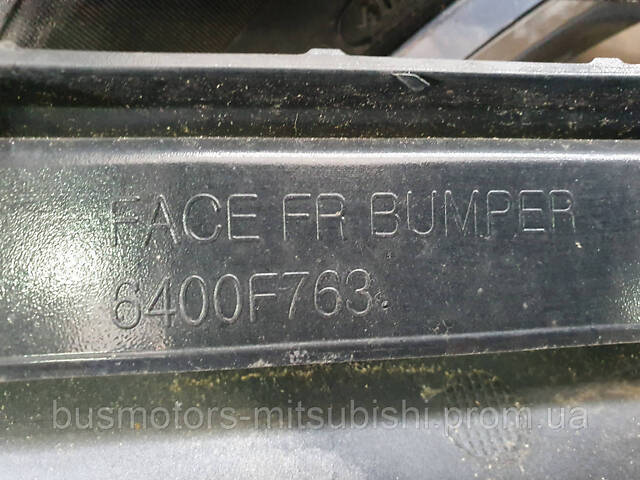 FACE FR BUMPER
6400F763
busmotors-mitsubishi.prom.ua